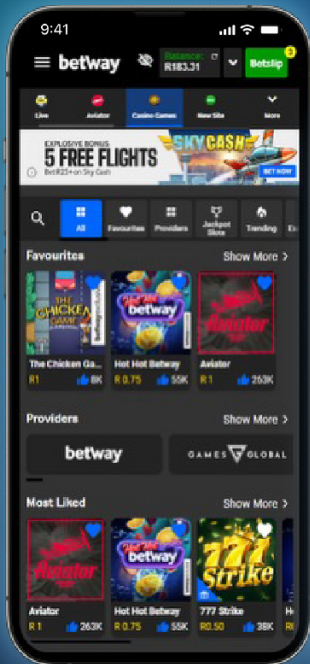 9:41
betway
Balance:
R183.31
Betslip
3
Live
Aviator
Casino Games
New Site
More
EXPLOSIVE BONUS
5 FREE FLIGHTS
Bet R25+ on Sky Cash
SKY CASH
BET NOW
All
Favourites
Providers
Jackpot
Slots
Trending
Favourites
Show More >
THE
CHICKEN
GAME
Hot Hot
betway
Aviator
The Chicken Ga...
Hot Hot Betway
Aviator
R1
8K
R 0.75
55K
R 1
263K
Providers
Show More >
betway
GAMES GLOBAL
Most Liked
Show More >
Aviator
Hot Hot
betway
777
Strike
Aviator
Hot Hot Betway
777 Strike
R 1
263K
R 0.75
55K
R0.50
38K